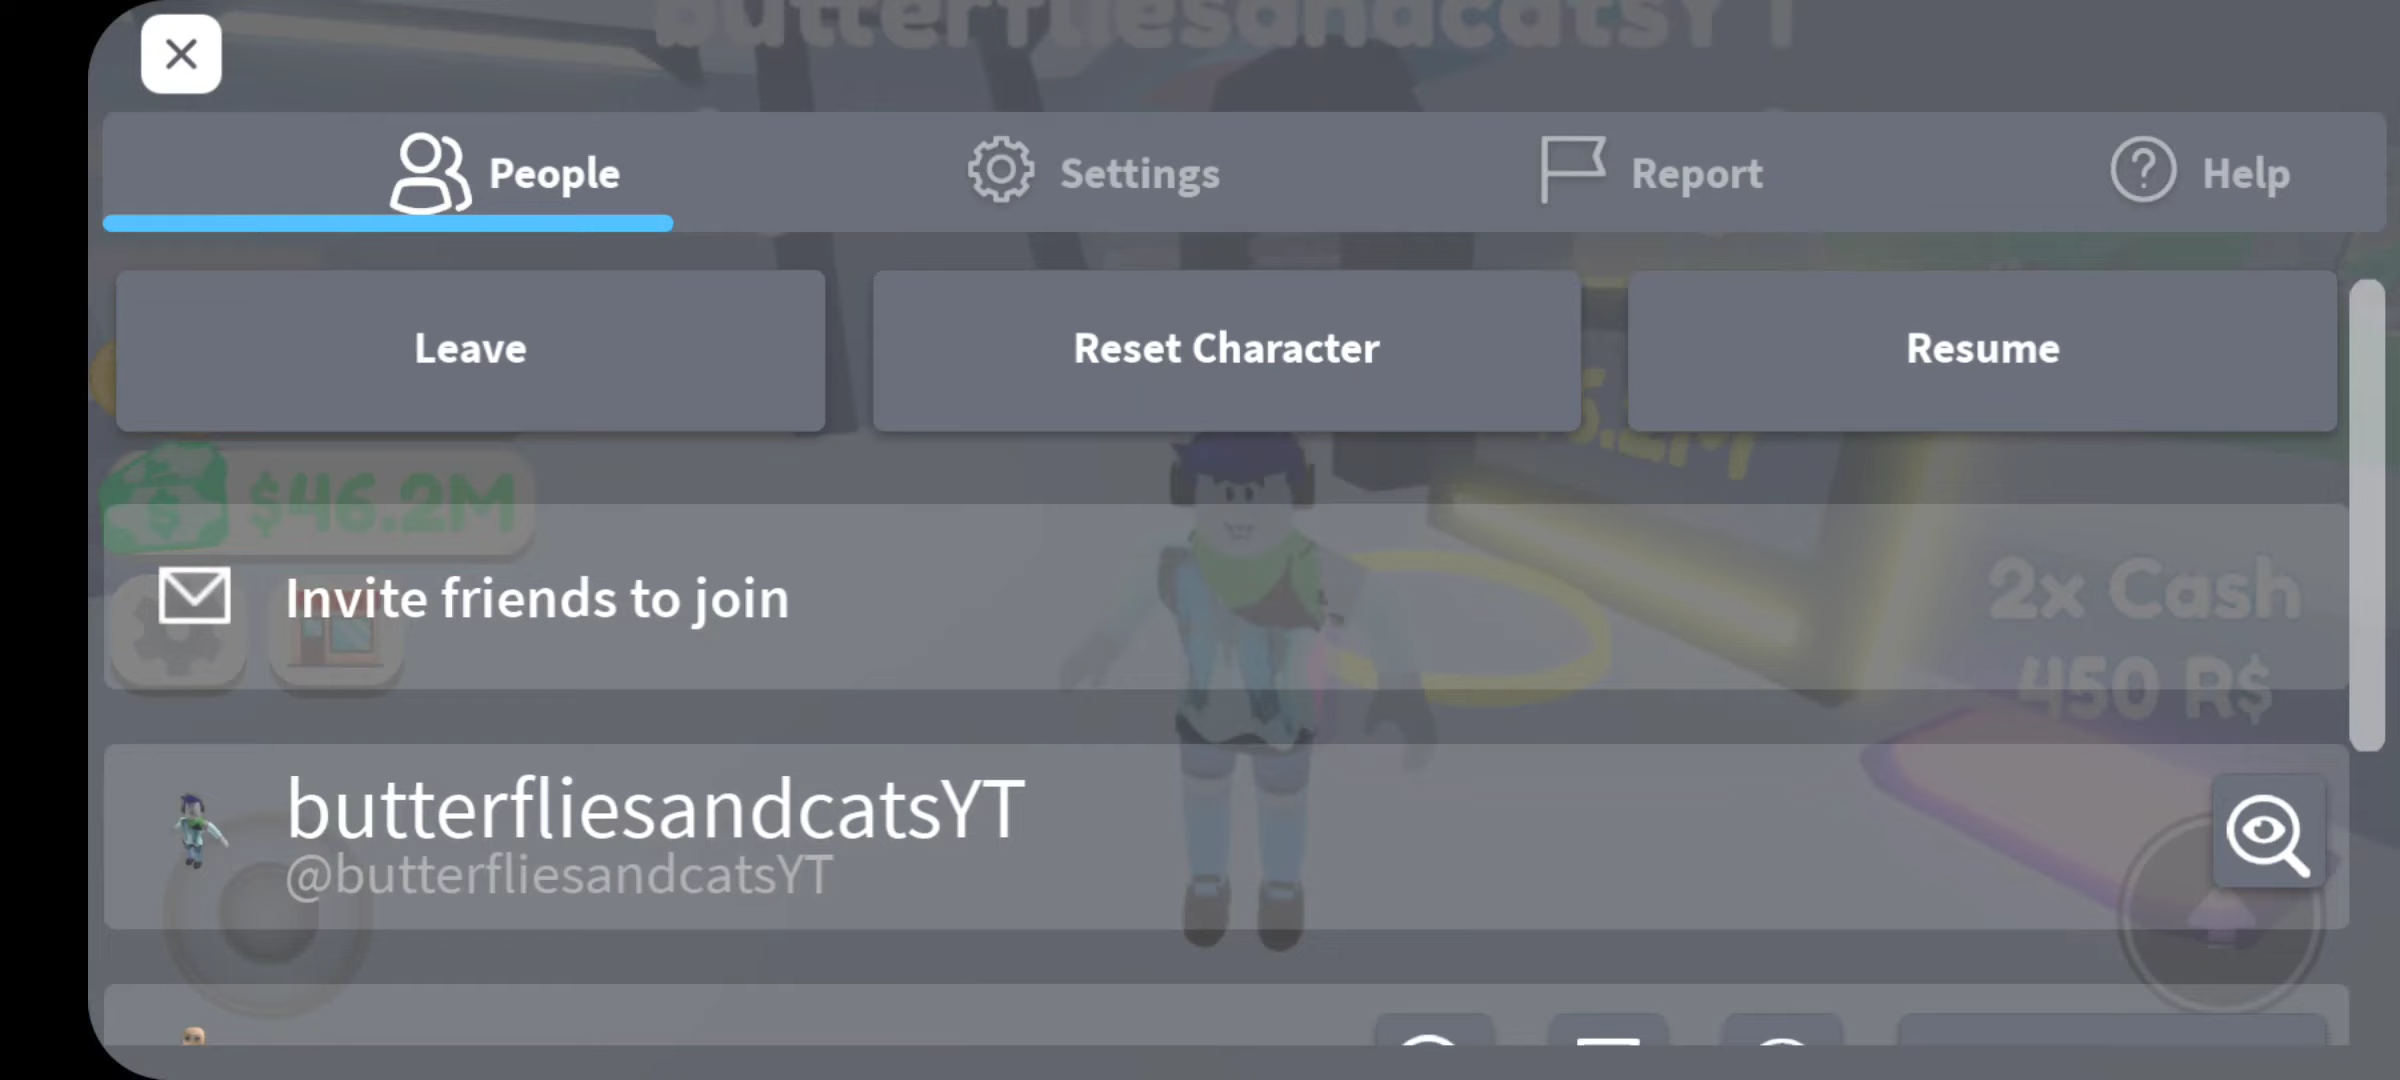 butterfliesandcatsYT
People
Settings
Report
Help
Leave
Reset Character
Resume
$46.2M
Invite friends to join
2x Cash
450 R$
butterfliesandcatsYT
@butterfliesandcatsYT